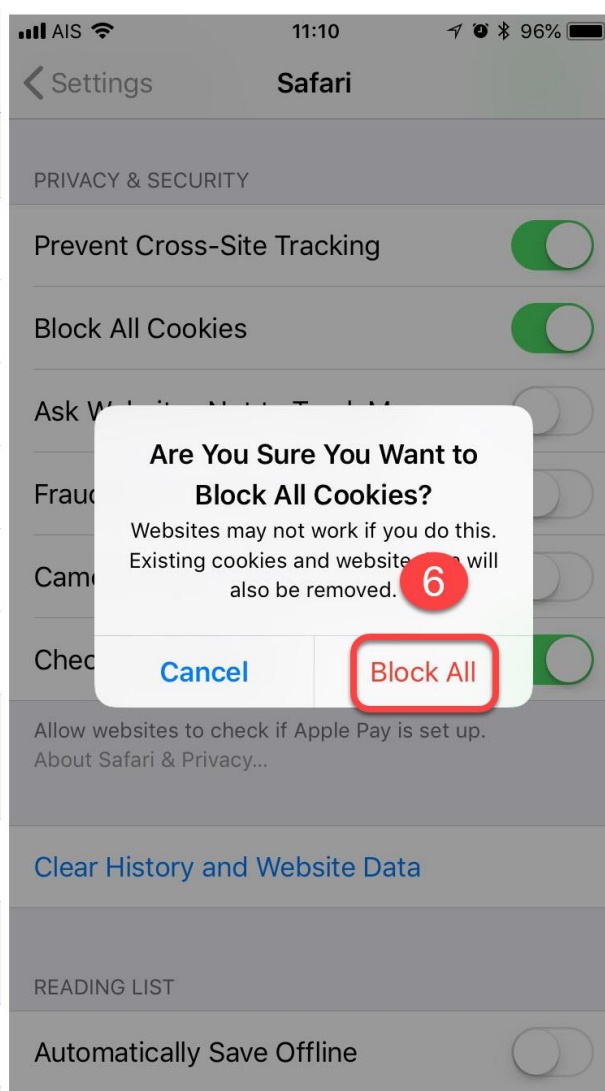 AIS 11:10 96%
Settings Safari
PRIVACY & SECURITY
Prevent Cross-Site Tracking
Block All Cookies
Ask
Are You Sure You Want to
Block All Cookies?
Websites may not work if you do this.
Existing cookies and website will
also be removed.
6
Cancel Block All
Allow websites to check if Apple Pay is set up.
About Safari & Privacy...
Clear History and Website Data
READING LIST
Automatically Save Offline